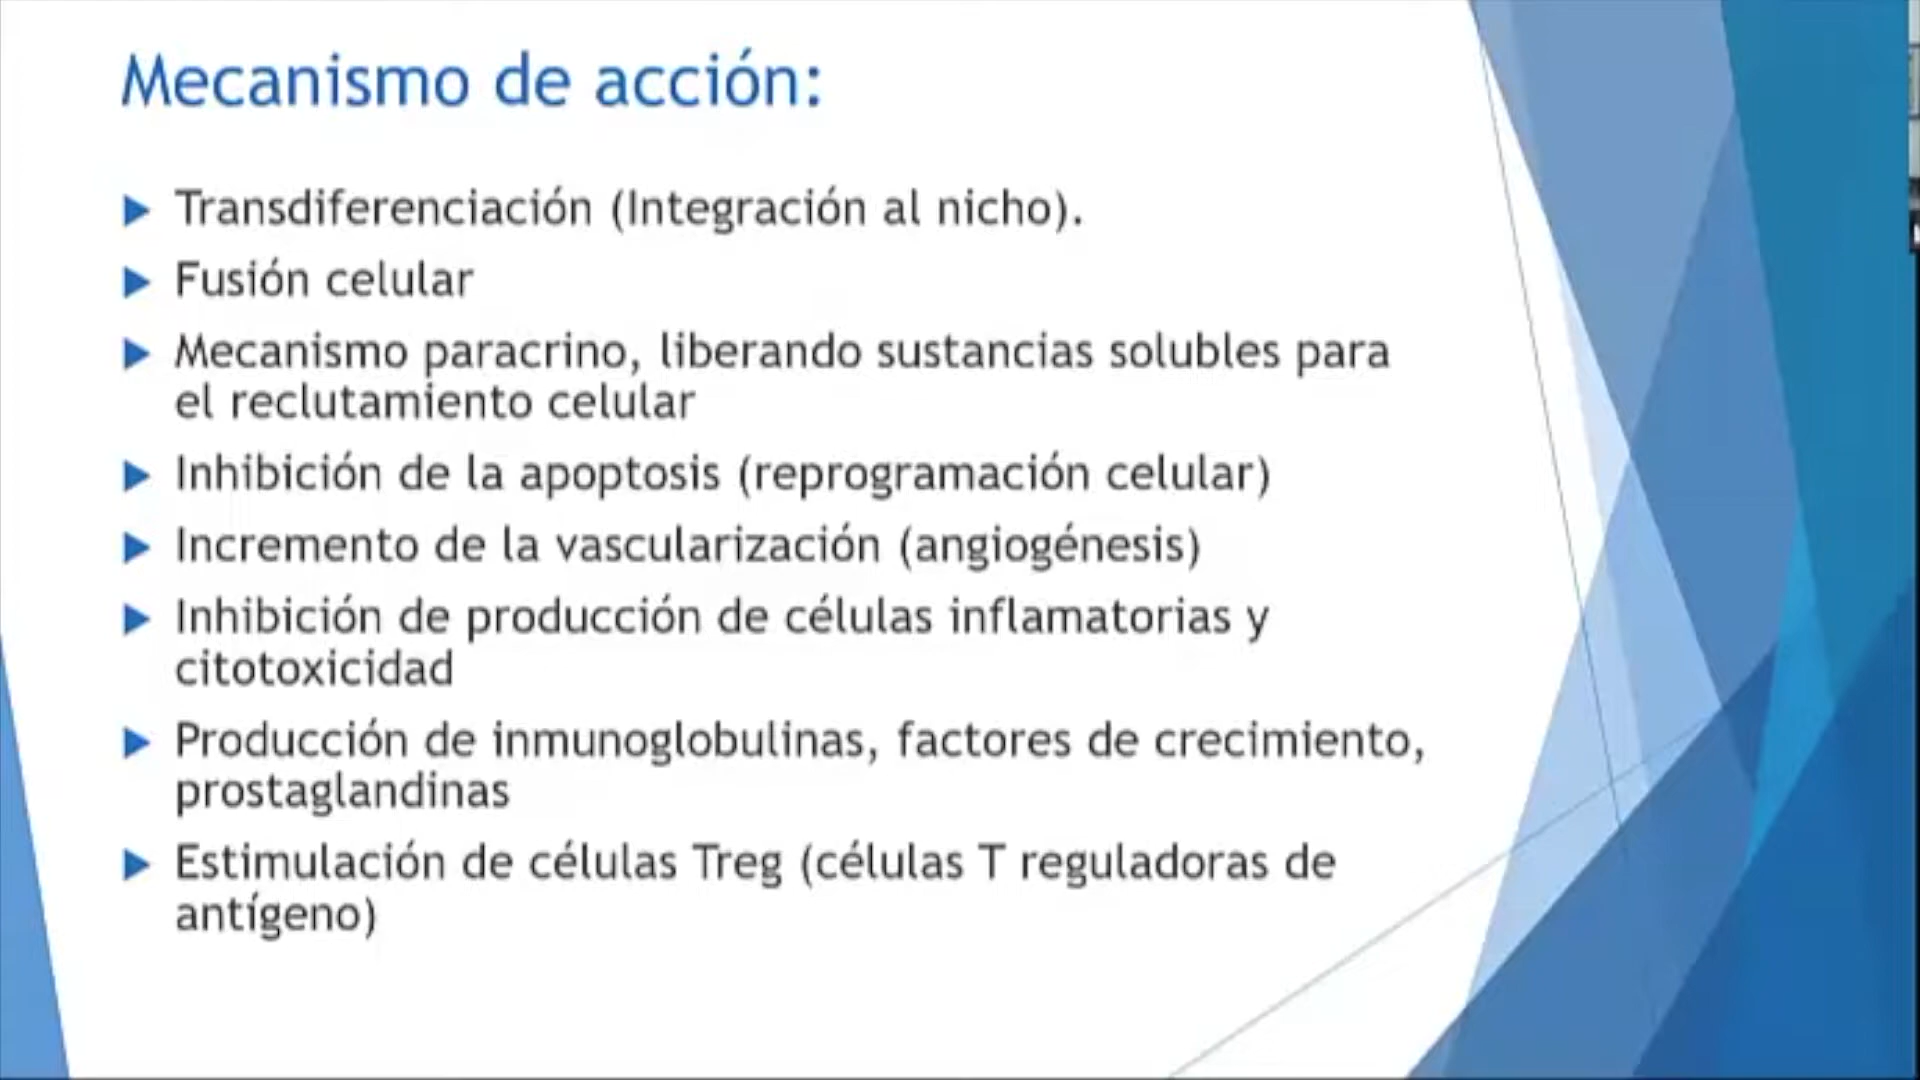 Mecanismo de acción:
Transdiferenciación (Integración al nicho).
Fusión celular
Mecanismo paracrino, liberando sustancias solubles para
el reclutamiento celular
Inhibición de la apoptosis (reprogramación celular)
Incremento de la vascularización (angiogénesis)
Inhibición de producción de células inflamatorias y
citotoxicidad
Producción de inmunoglobulinas, factores de crecimiento,
prostaglandinas
Estimulación de células Treg (células T reguladoras de
antígeno)